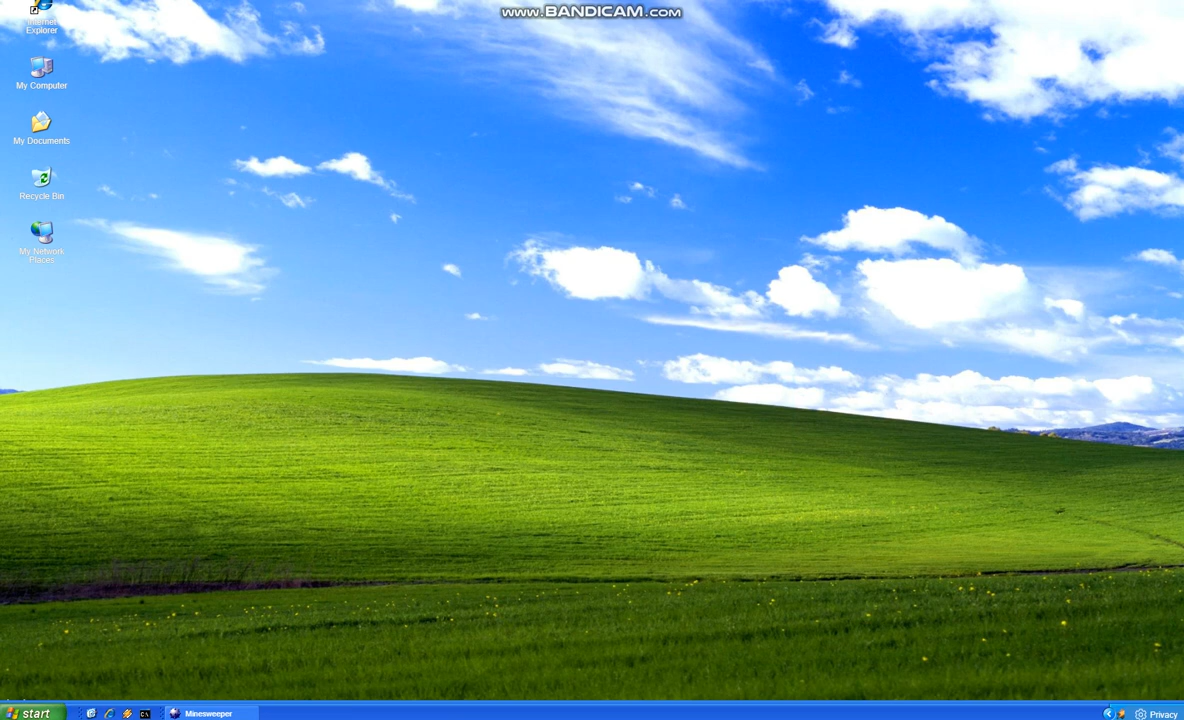 www.BANDICAM.com
Internet
Explorer
My Computer
My Documents
Recycle Bin
My Network
Places
start
C:\
Minesweeper
Privacy